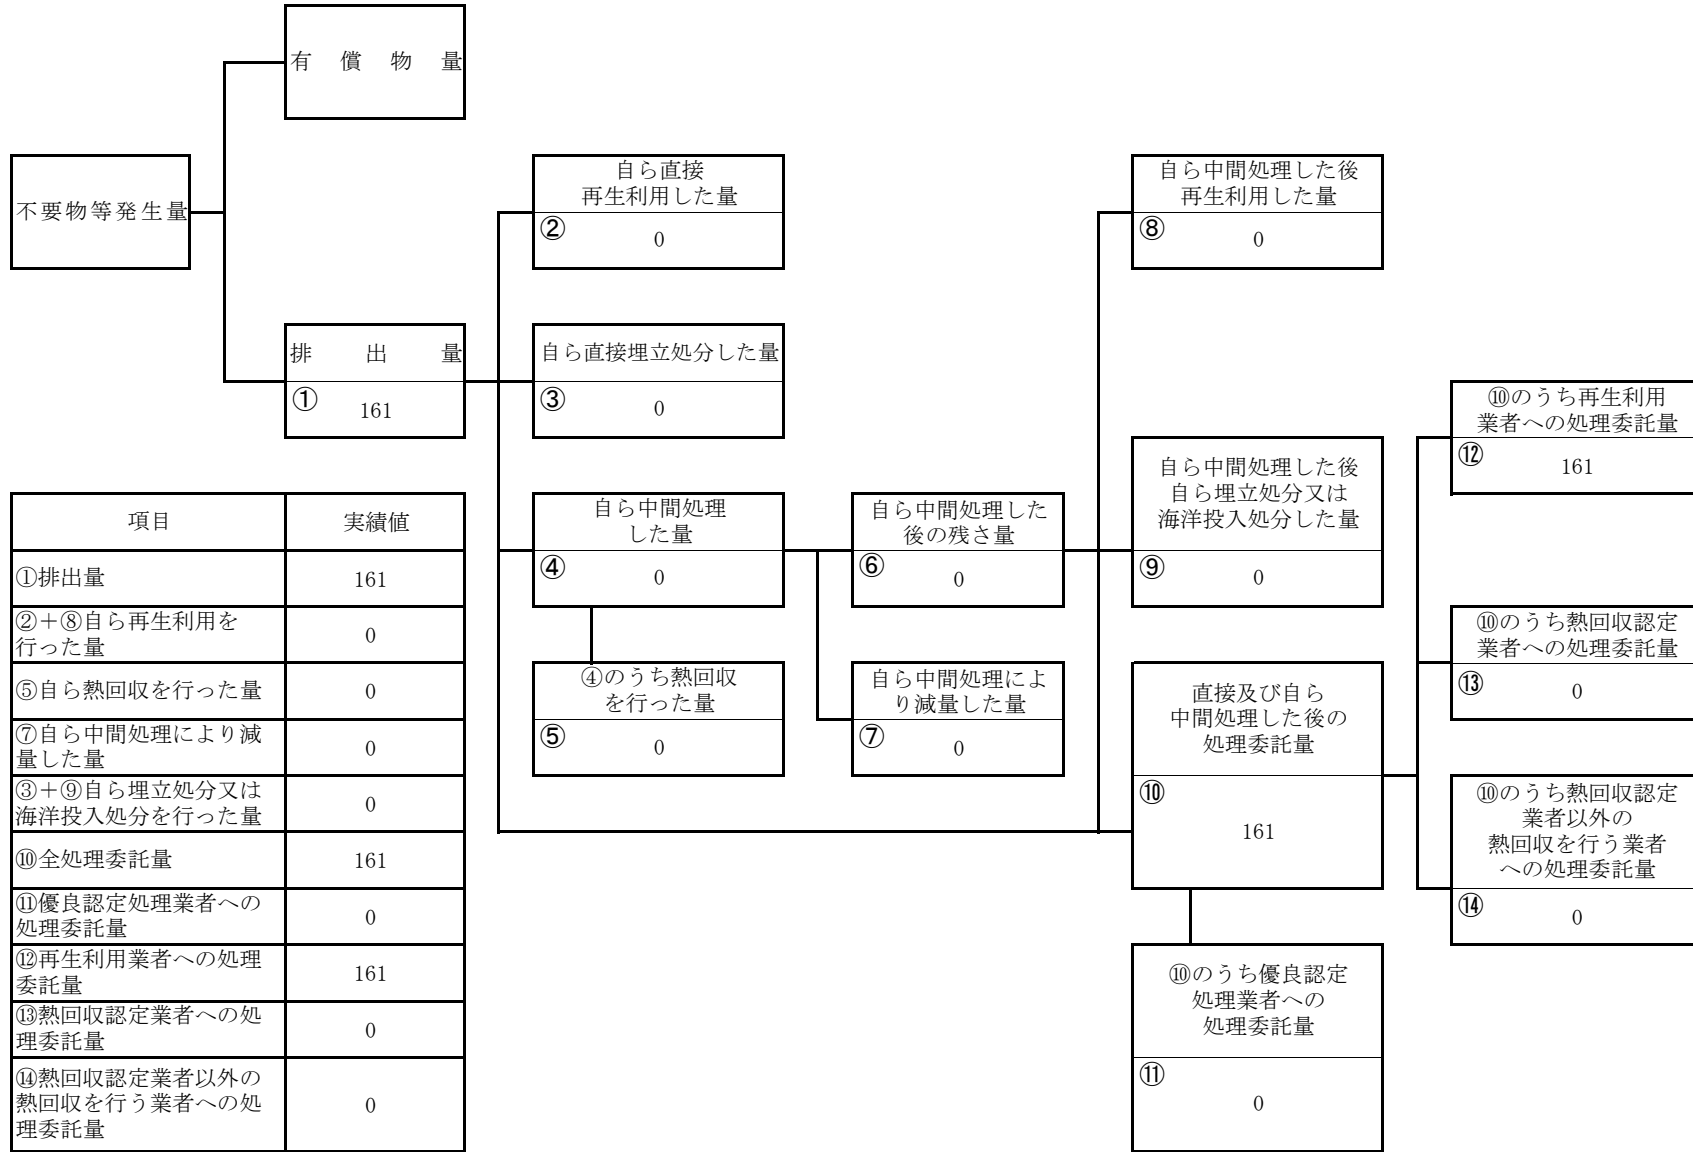 有償物量
不要物等発生量
排出量
① 161
自ら直接
再生利用した量
② 0
自ら直接埋立処分した量
③ 0
自ら中間処理
した量
④ 0
④のうち熱回収
を行った量
⑤ 0
自ら中間処理した
後の残さ量
⑥ 0
自ら中間処理によ
り減量した量
⑦ 0
自ら中間処理した後
再生利用した量
⑧ 0
自ら中間処理した後
自ら埋立処分又は
海洋投入処分した量
⑨ 0
直接及び自ら
中間処理した後の
処理委託量
⑩
161
⑩のうち優良認定
処理業者への
処理委託量
⑪
0
⑩のうち再生利用
業者への処理委託量
⑫ 161
⑩のうち熱回収認定
業者への処理委託量
⑬ 0
⑩のうち熱回収認定
業者以外の
熱回収を行う業者
への処理委託量
⑭ 0
項目 実績値
①排出量 161
②＋⑧自ら再生利用を
行った量 0
⑤自ら熱回収を行った量 0
⑦自ら中間処理により減
量した量 0
③＋⑨自ら埋立処分又は
海洋投入処分を行った量 0
⑩全処理委託量 161
⑪優良認定処理業者への
処理委託量 0
⑫再生利用業者への処理
委託量 161
⑬熱回収認定業者への処
理委託量 0
⑭熱回収認定業者以外の
熱回収を行う業者への処
理委託量 0